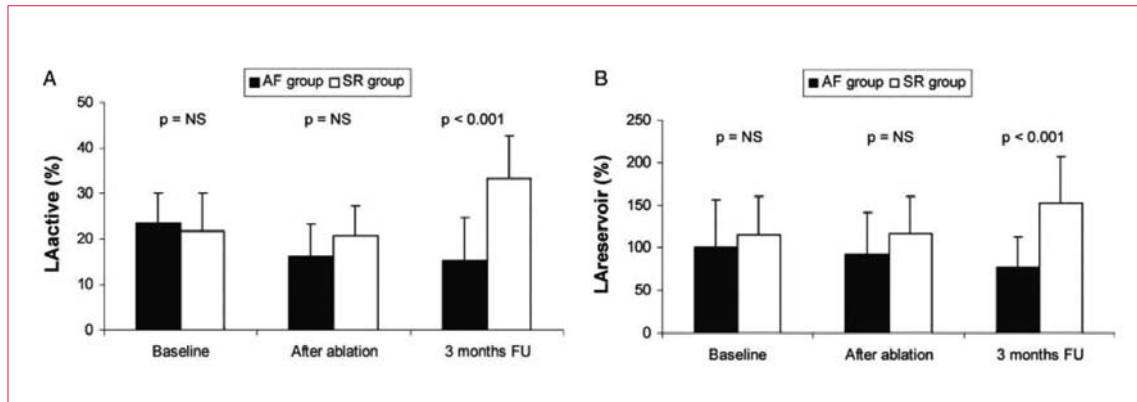 A
AF group SR group
p = NS p = NS p < 0.001
50
40
30
20
10
0
LAactive (%)
Baseline After ablation 3 months FU
B
AF group SR group
p = NS p = NS p < 0.001
250
200
150
100
50
0
LAreservoir (%)
Baseline After ablation 3 months FU